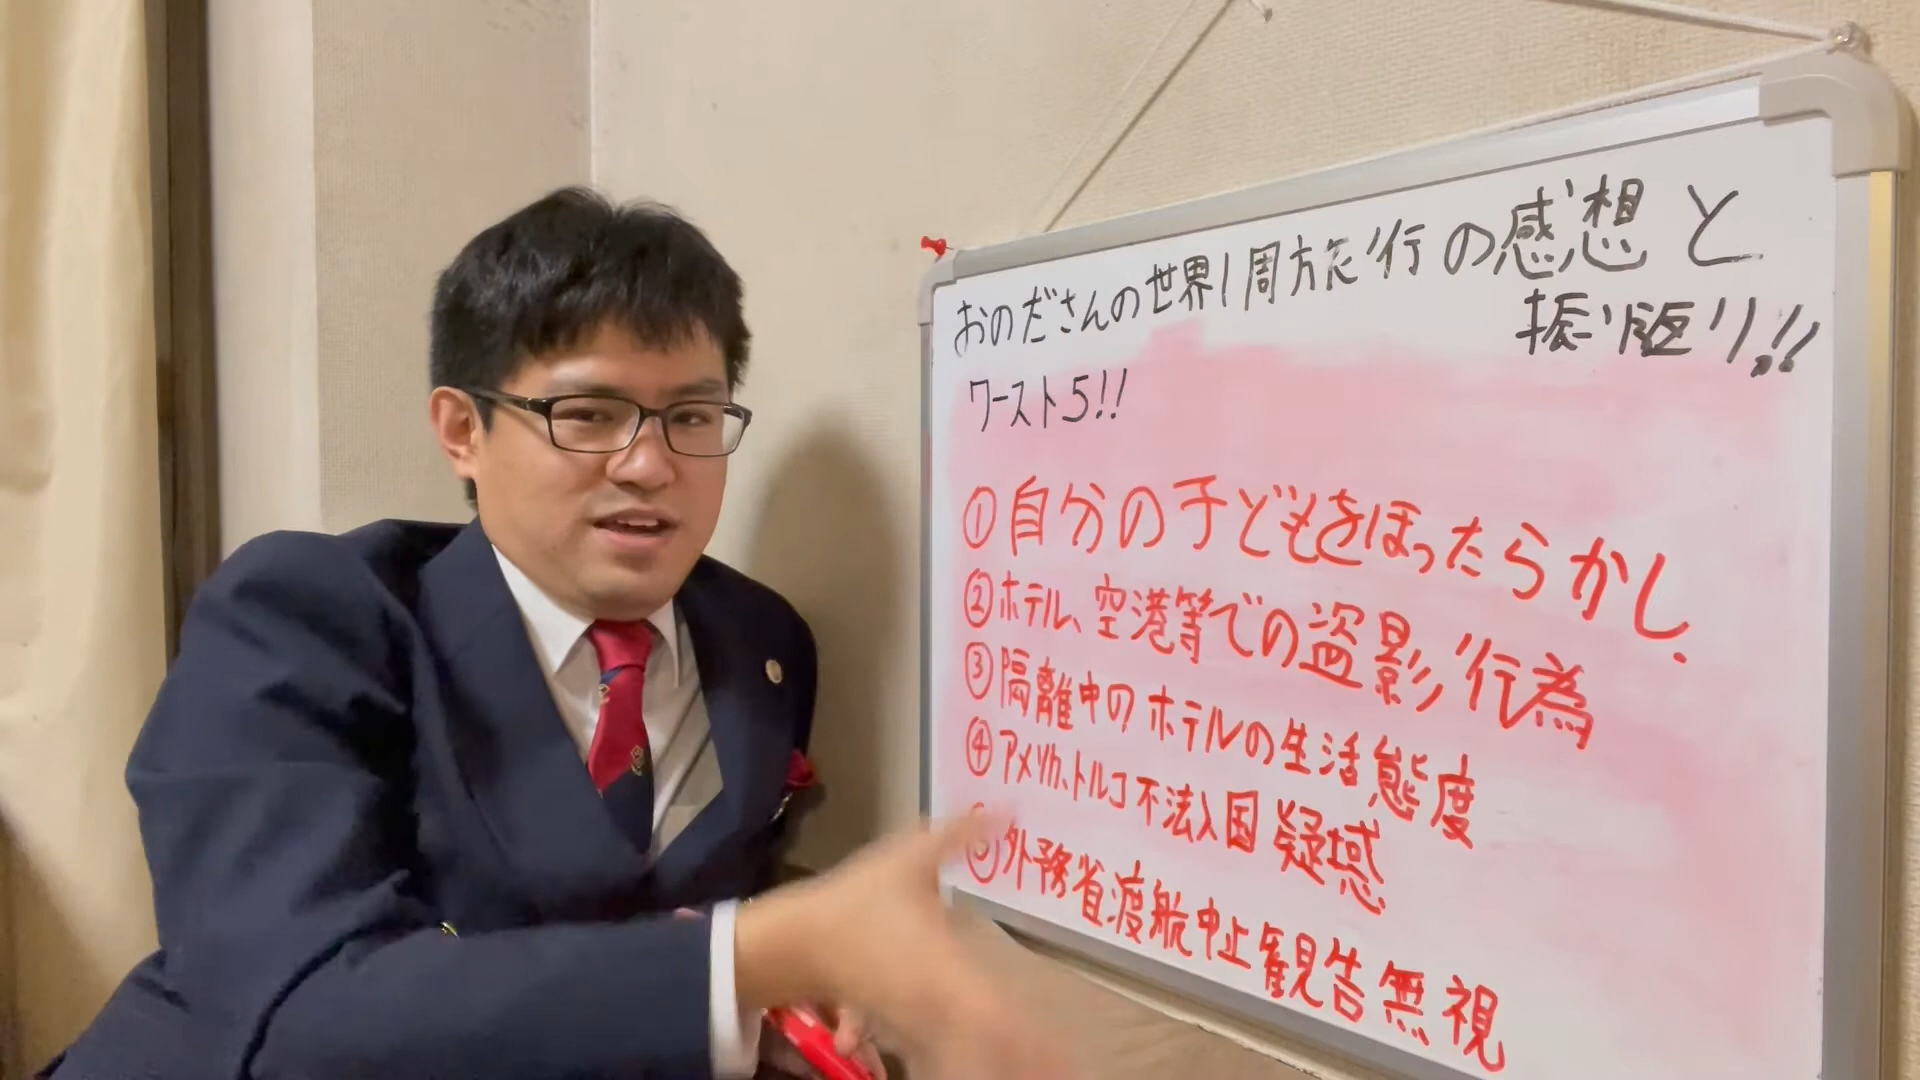 おのださんの世界1周旅行の感想と
振り返り!!
ワースト5!!
①自分の子どもをほったらかし.
②ホテル、空港等での盗影行為
③隔離中のホテルの生活態度
④アメリカ、トルコ不法入国疑惑
⑤外務省渡航中止観告無視